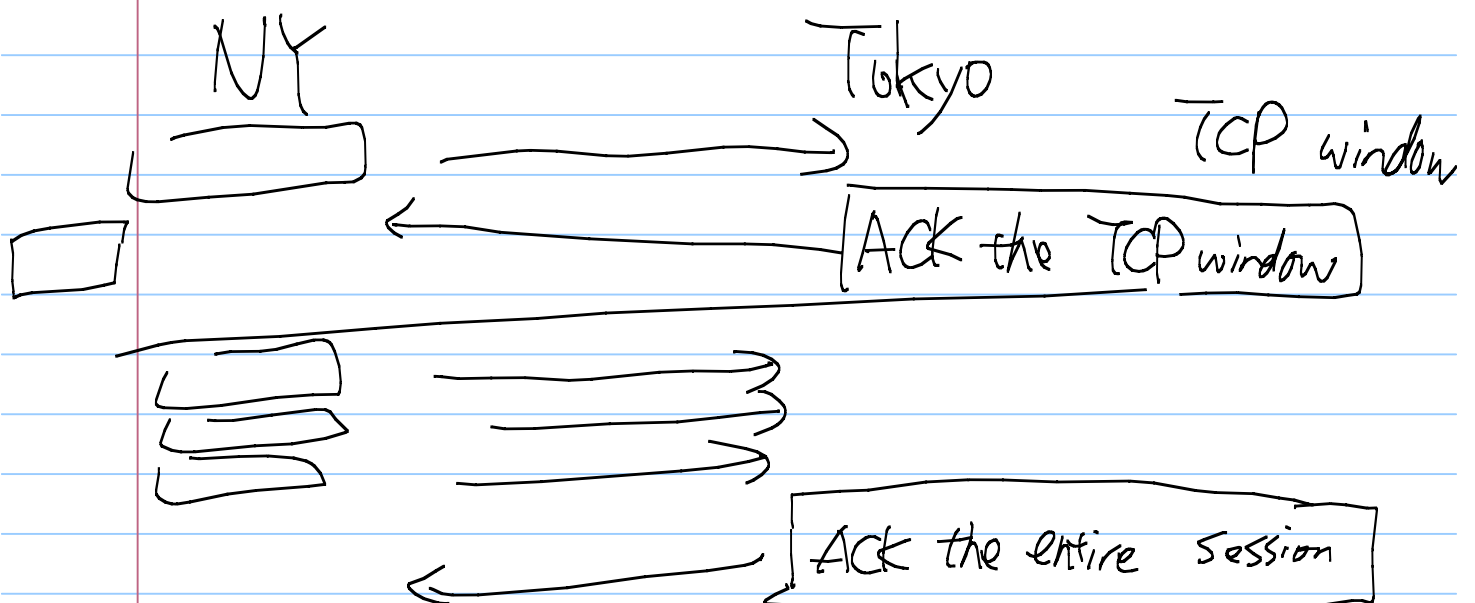 NY
Tokyo
TCP window
ACK the TCP window
ACK the entire session